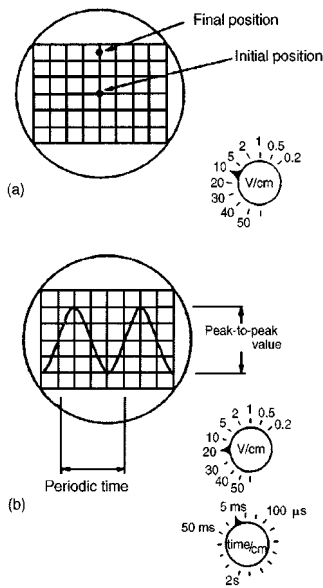 Final position
Initial position
(a)
1
2
0.5
5
0.2
10
20
V/cm
30
40
50
Peak-to-peak
value
Periodic time
(b)
1
2
0.5
5
0.2
10
20
V/cm
30
40
50
5 ms
100 µs
50 ms
time/cm
2s